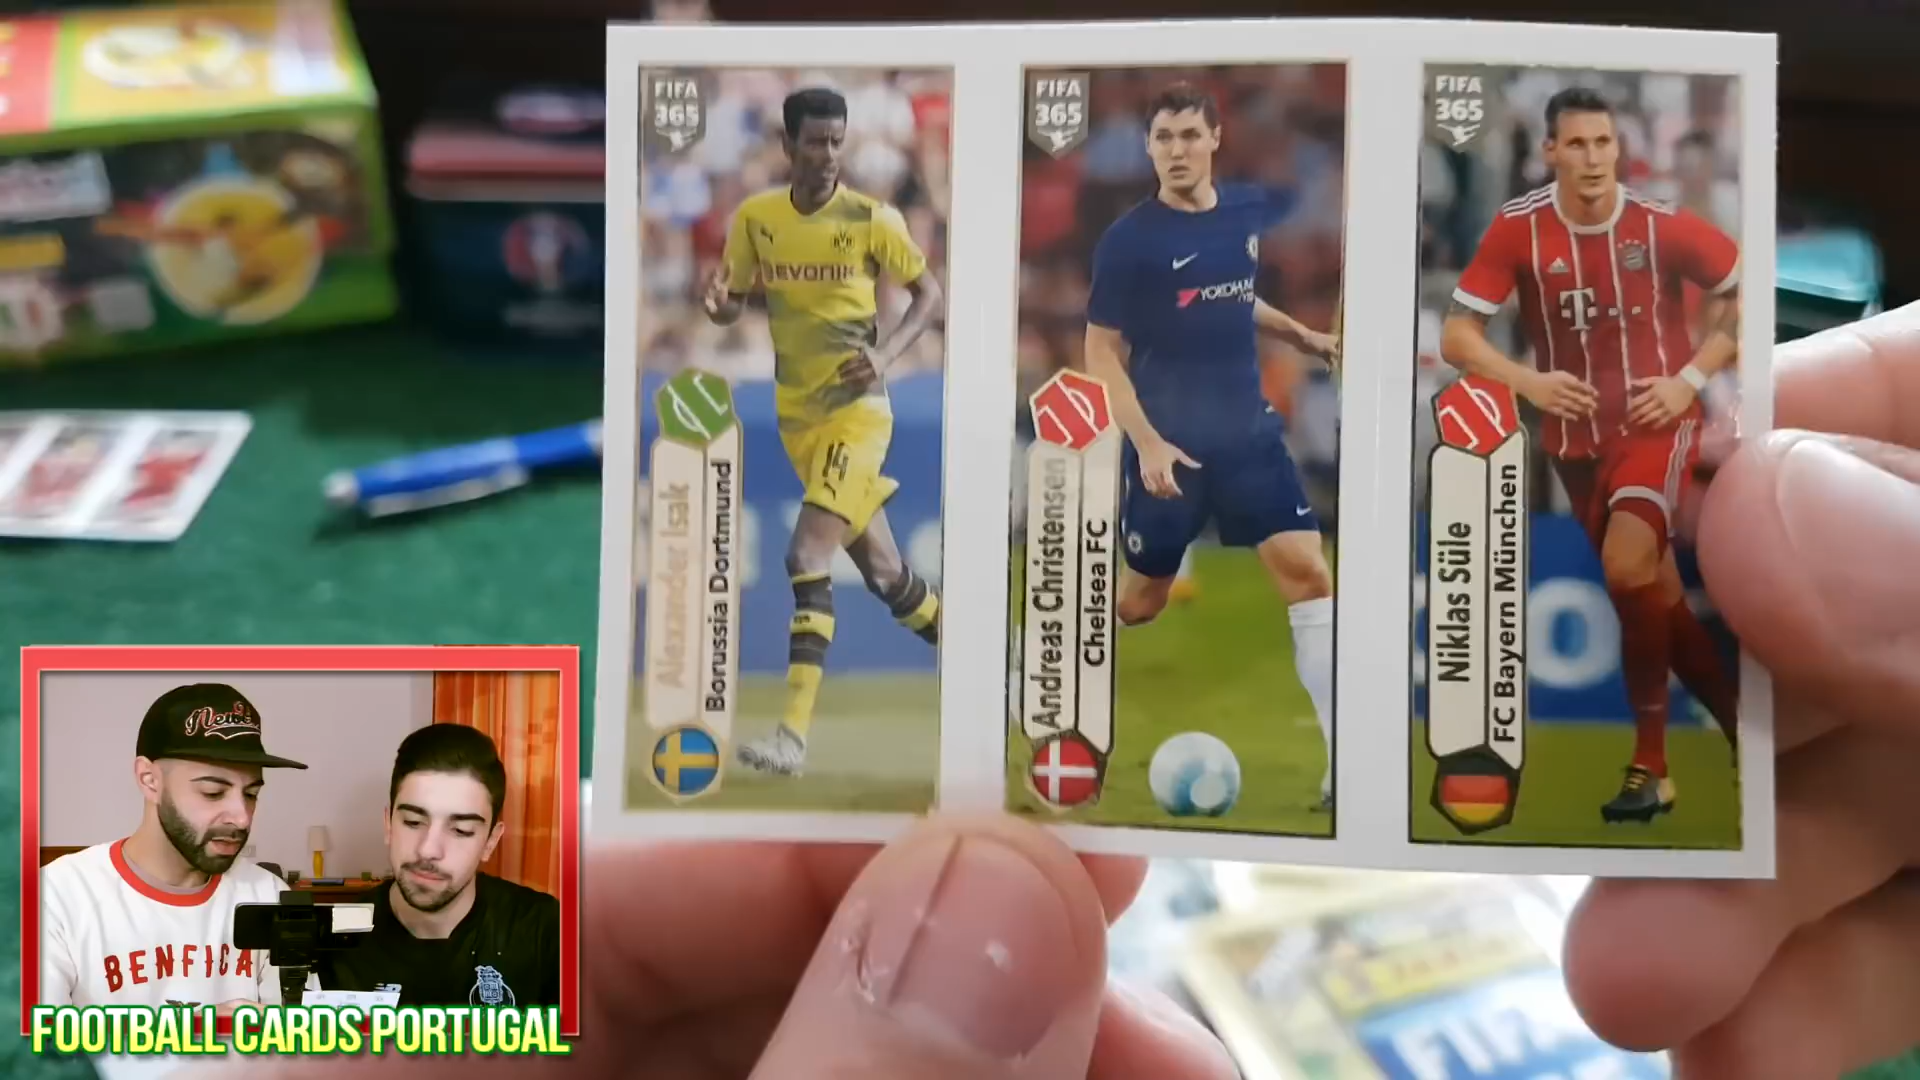 FIFA
365
EVONIK
Alexander Isak
Borussia Dortmund
FIFA
365
YOKOHAMA
Andreas Christensen
Chelsea FC
FIFA
365
T
Niklas Süle
FC Bayern München
BENFICA
FOOTBALL CARDS PORTUGAL